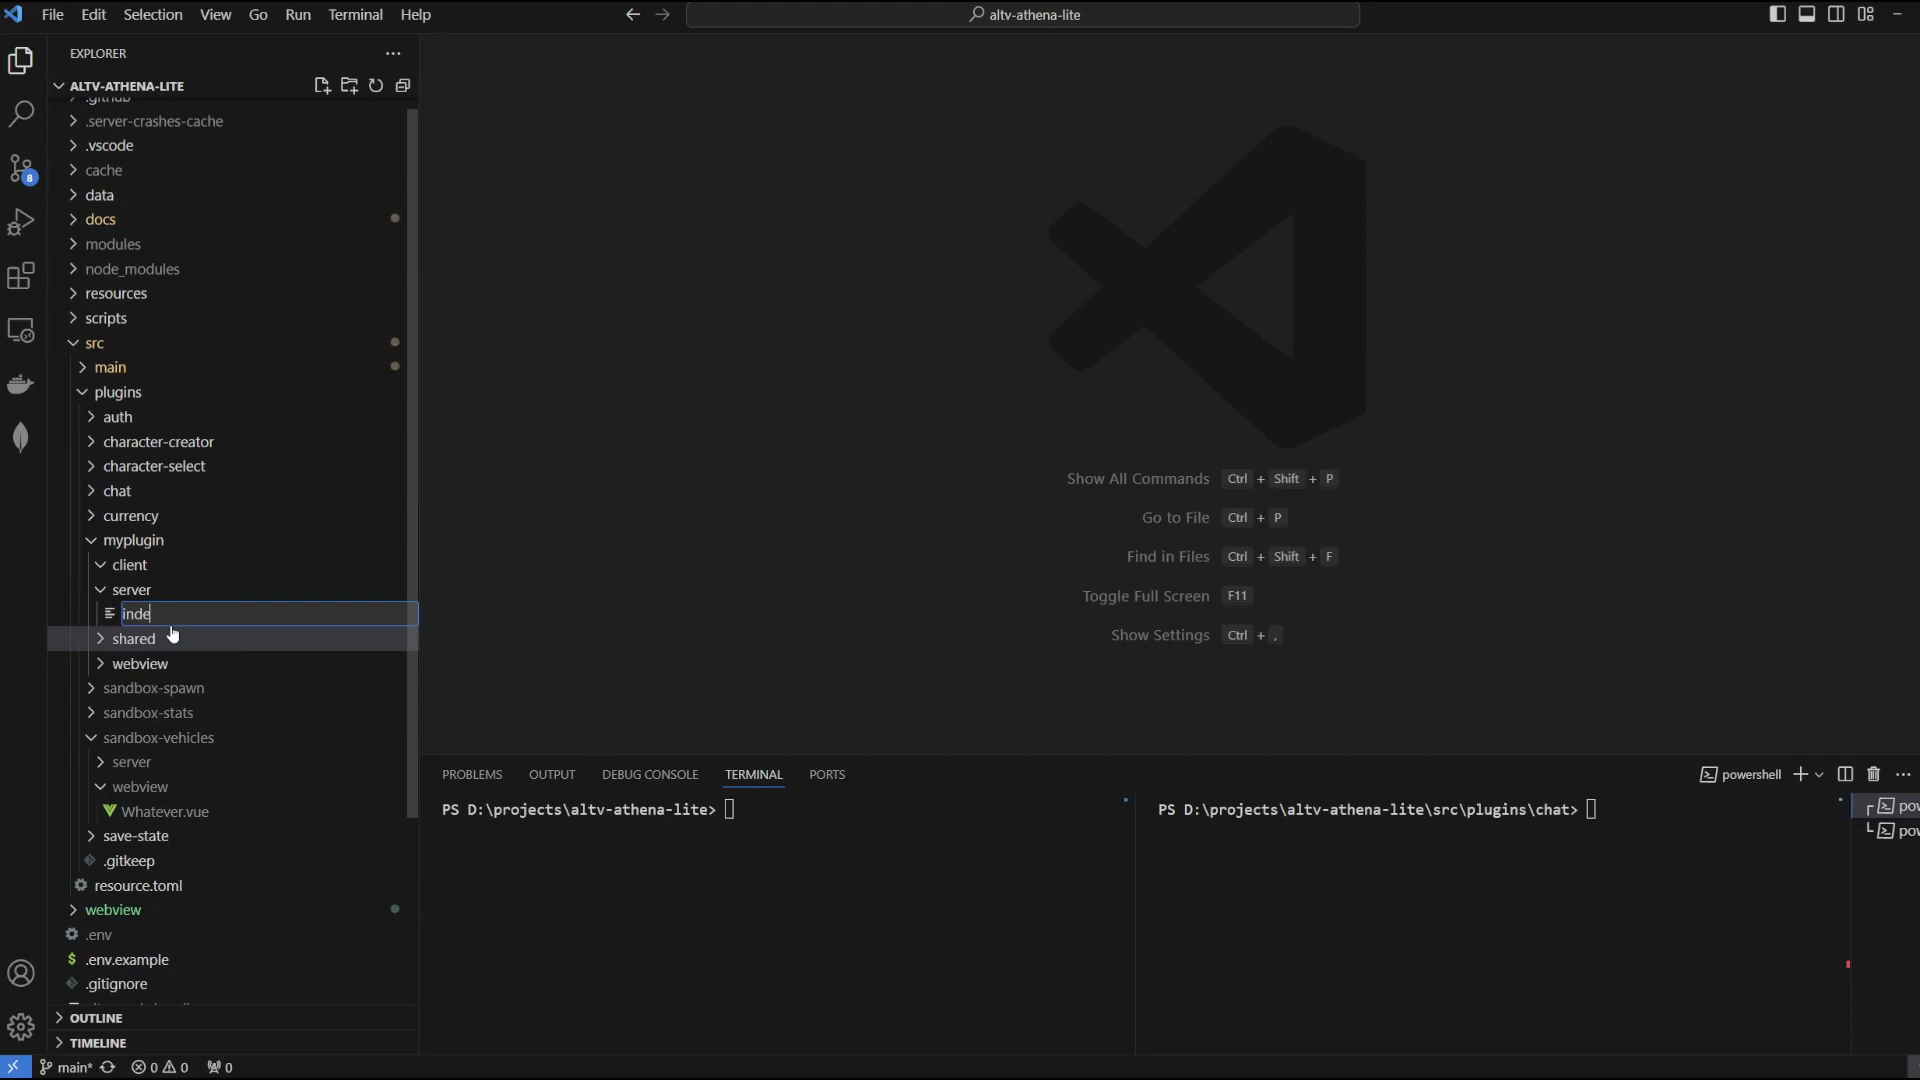 File Edit Selection View Go Run Terminal Help
altv-athena-lite
EXPLORER
ALTV-ATHENA-LITE
.github
.server-crashes-cache
.vscode
cache
data
docs
modules
node_modules
resources
scripts
src
main
plugins
auth
character-creator
character-select
chat
currency
myplugin
client
server
inde
shared
webview
sandbox-spawn
sandbox-stats
sandbox-vehicles
server
webview
Whatever.vue
save-state
.gitkeep
resource.toml
webview
.env
$ .env.example
.gitignore
OUTLINE
TIMELINE
8
Show All Commands Ctrl + Shift + P
Go to File Ctrl + P
Find in Files Ctrl + Shift + F
Toggle Full Screen F11
Show Settings Ctrl + ,
PROBLEMS OUTPUT DEBUG CONSOLE TERMINAL PORTS
powershell
PS D:\projects\altv-athena-lite>
PS D:\projects\altv-athena-lite\src\plugins\chat>
pow
pow
main* 0 0 0